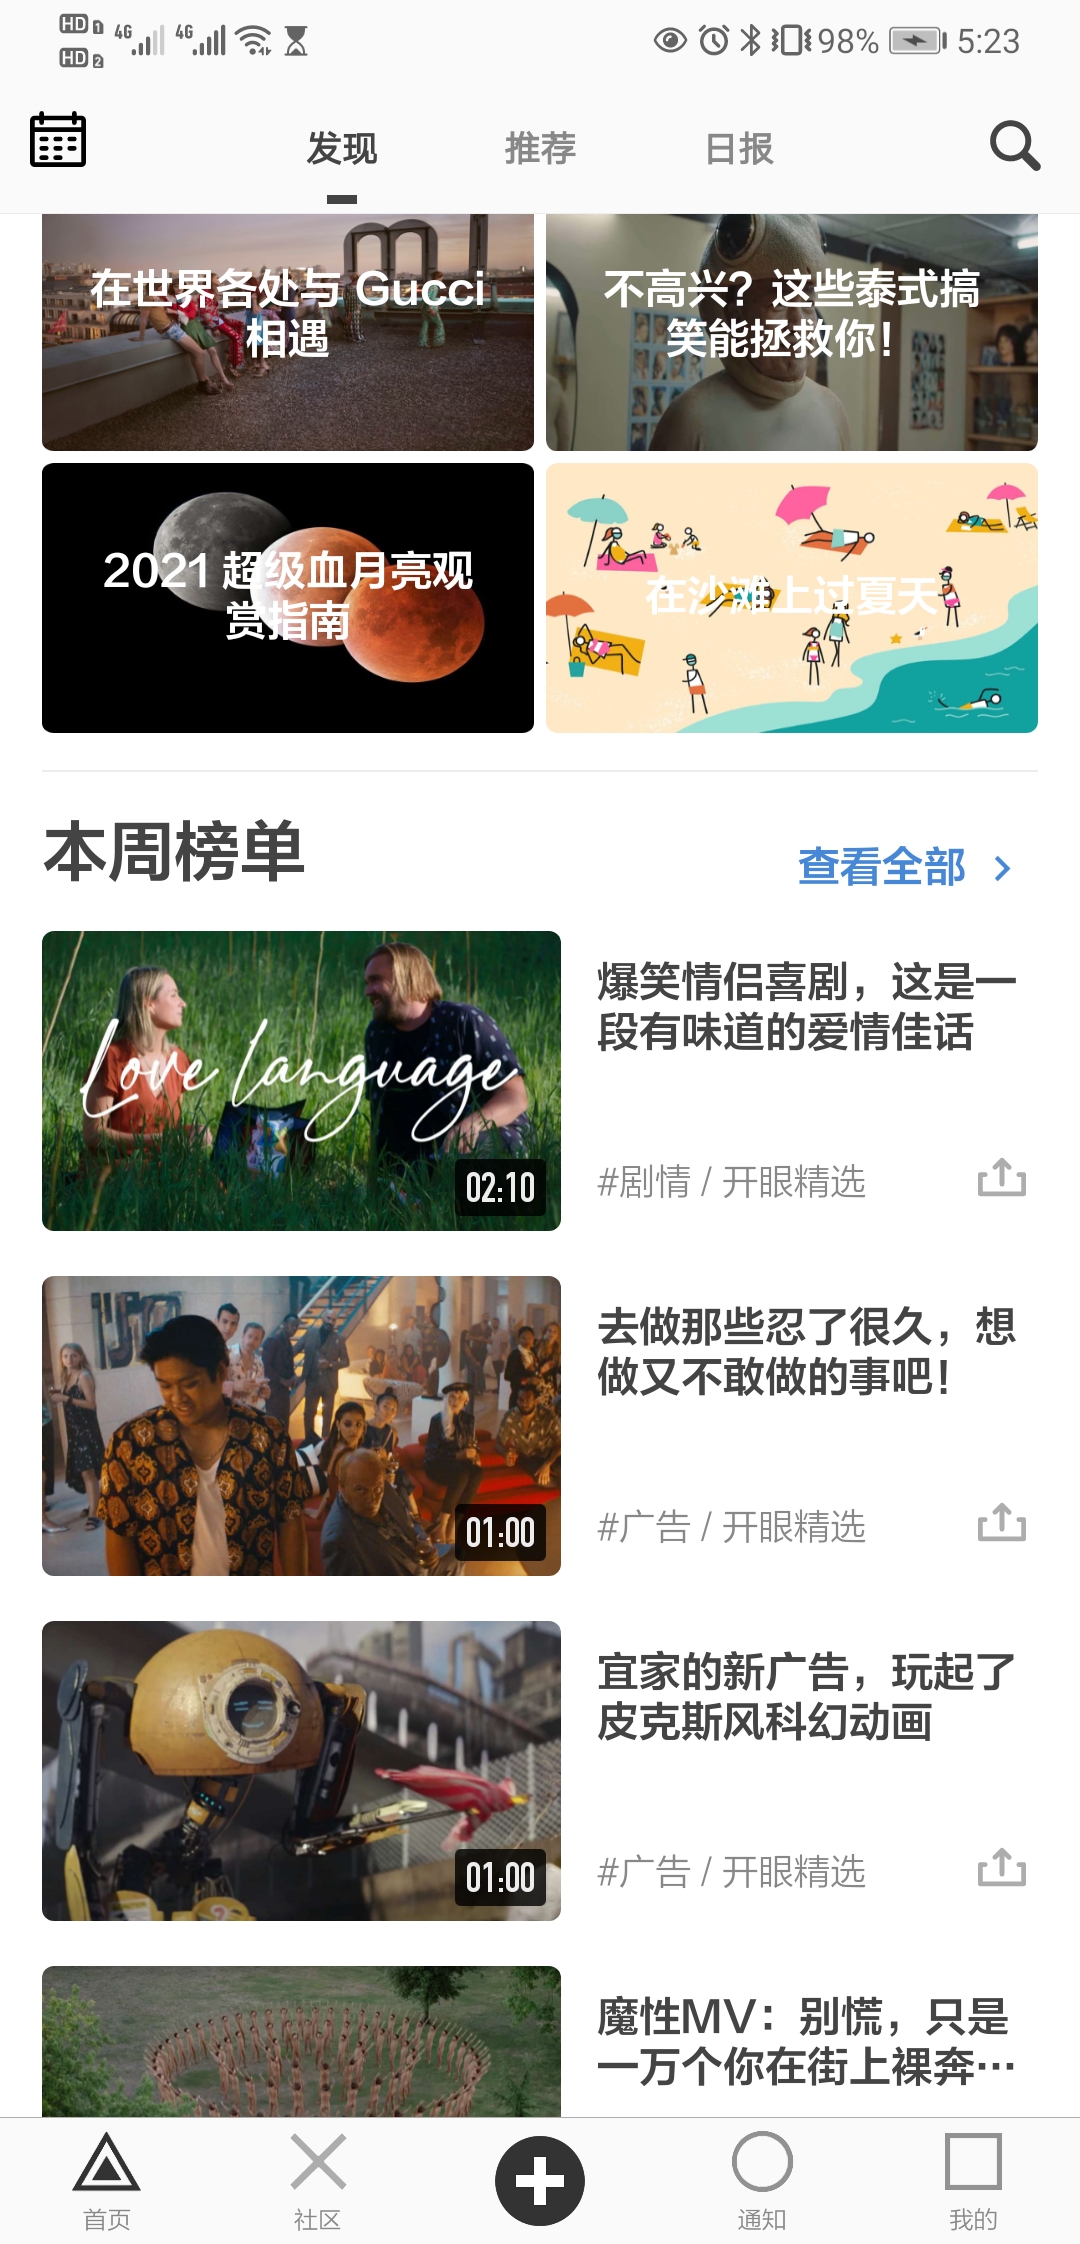 HD 1 4G 4G 98% 5:23
HD 2
发现 推荐 日报
在世界各处与 Gucci
相遇
不高兴？这些泰式搞
笑能拯救你！
2021 超级血月亮观
赏指南
在沙滩上过夏天
本周榜单
查看全部
Love language
02:10
爆笑情侣喜剧，这是一
段有味道的爱情佳话
#剧情 / 开眼精选
01:00
去做那些忍了很久，想
做又不敢做的事吧！
#广告 / 开眼精选
01:00
宜家的新广告，玩起了
皮克斯风科幻动画
#广告 / 开眼精选
魔性MV：别慌，只是
一万个你在街上裸奔…
首页 社区 通知 我的